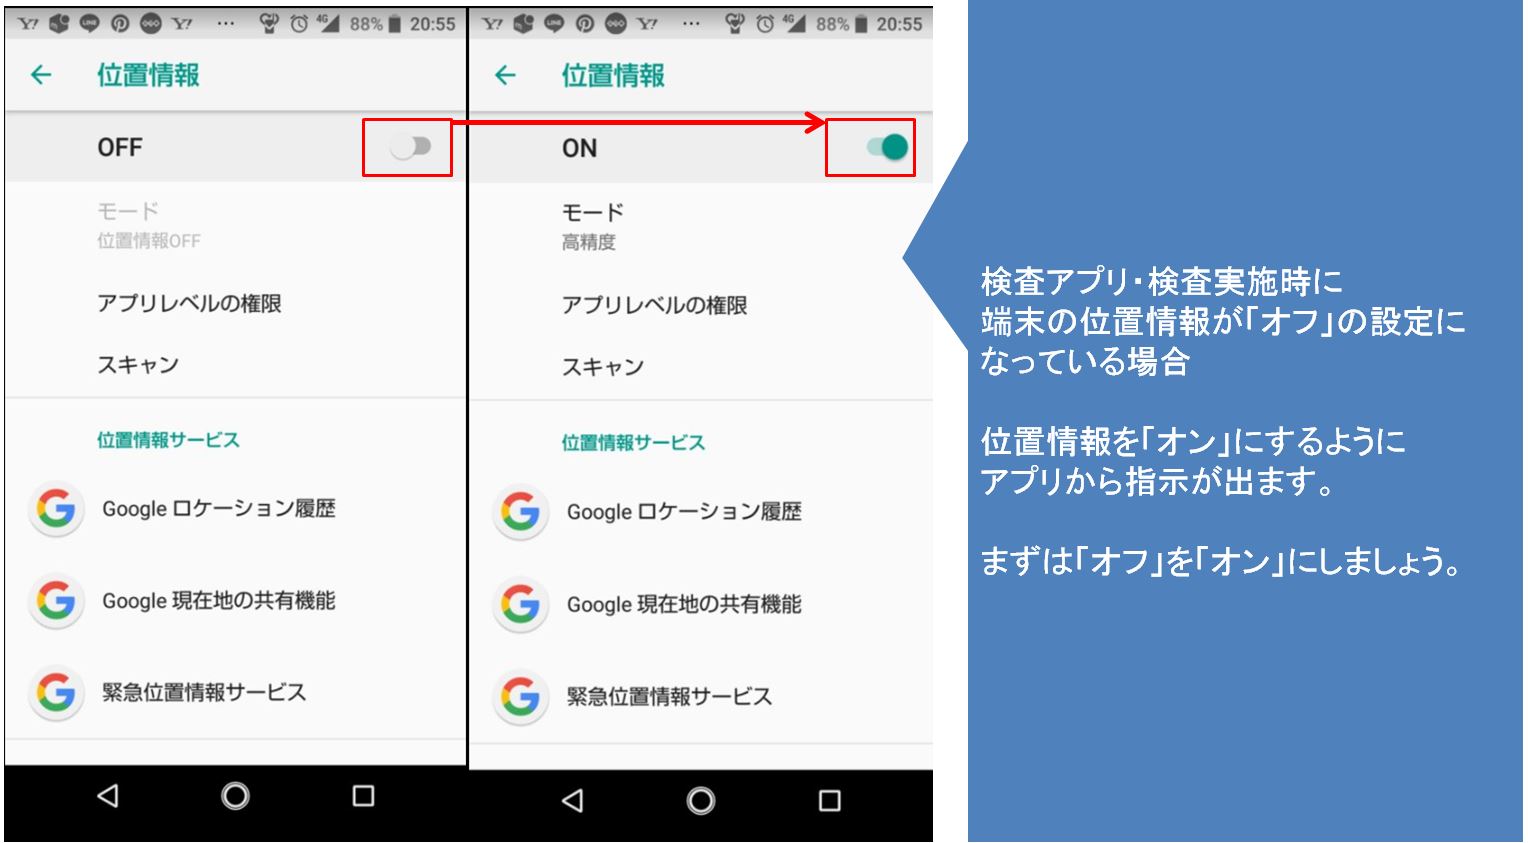 Y! LINE Y! … 4G 88% 20:55
位置情報
OFF
モード
位置情報OFF
アプリレベルの権限
スキャン
位置情報サービス
Google ロケーション履歴
Google 現在地の共有機能
緊急位置情報サービス
Y! LINE Y! … 4G 88% 20:55
位置情報
ON
モード
高精度
アプリレベルの権限
スキャン
位置情報サービス
Google ロケーション履歴
Google 現在地の共有機能
緊急位置情報サービス
検査アプリ・検査実施時に
端末の位置情報が「オフ」の設定に
なっている場合
位置情報を「オン」にするように
アプリから指示が出ます。
まずは「オフ」を「オン」にしましょう。